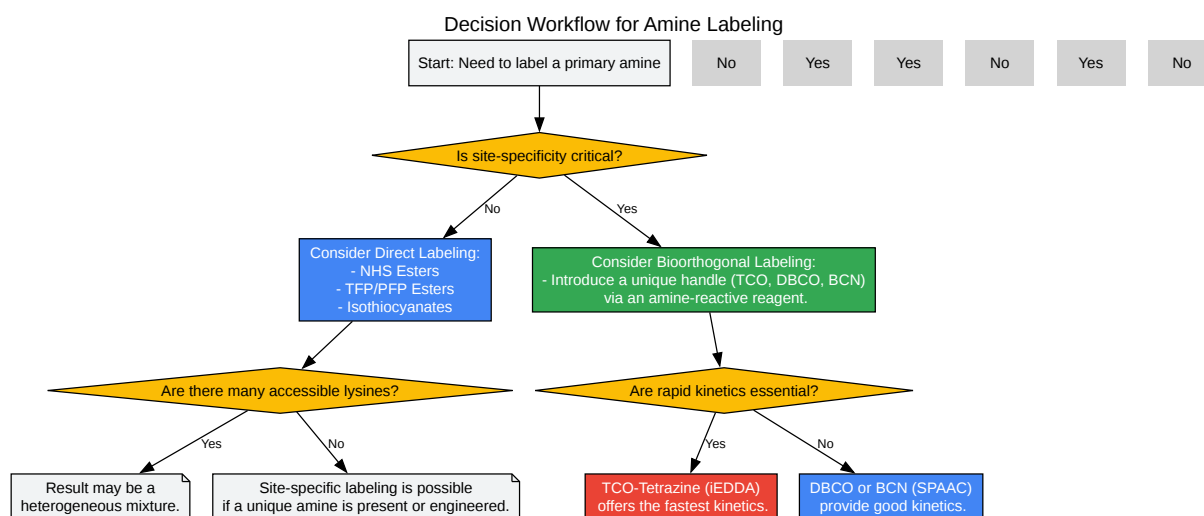 Decision Workflow for Amine Labeling
Start: Need to label a primary amine
No
Yes
Yes
No
Yes
No
Is site-specificity critical?
No
Yes
Consider Direct Labeling:
- NHS Esters
- TFP/PFP Esters
- Isothiocyanates
Consider Bioorthogonal Labeling:
- Introduce a unique handle (TCO, DBCO, BCN)
via an amine-reactive reagent.
Are there many accessible lysines?
Are rapid kinetics essential?
Yes
No
Yes
No
Result may be a
heterogeneous mixture.
Site-specific labeling is possible
if a unique amine is present or engineered.
TCO-Tetrazine (iEDDA)
offers the fastest kinetics.
DBCO or BCN (SPAAC)
provide good kinetics.